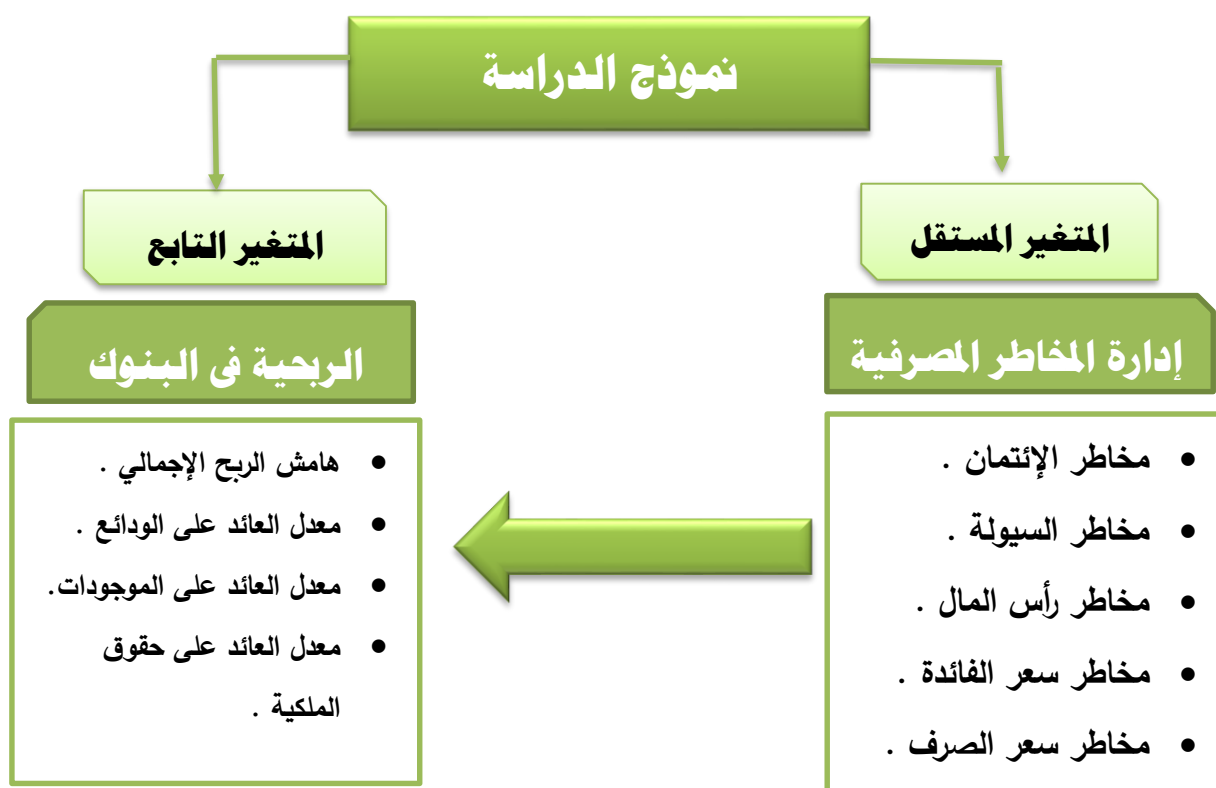 نموذج الدراسة
المتغير المستقل
إدارة المخاطر المصرفية
• مخاطر الإئتمان .
• مخاطر السيولة .
• مخاطر رأس المال .
• مخاطر سعر الفائدة .
• مخاطر سعر الصرف .
المتغير التابع
الربحية فى البنوك
• هامش الربح الإجمالي .
• معدل العائد على الودائع .
• معدل العائد على الموجودات.
• معدل العائد على حقوق
الملكية .